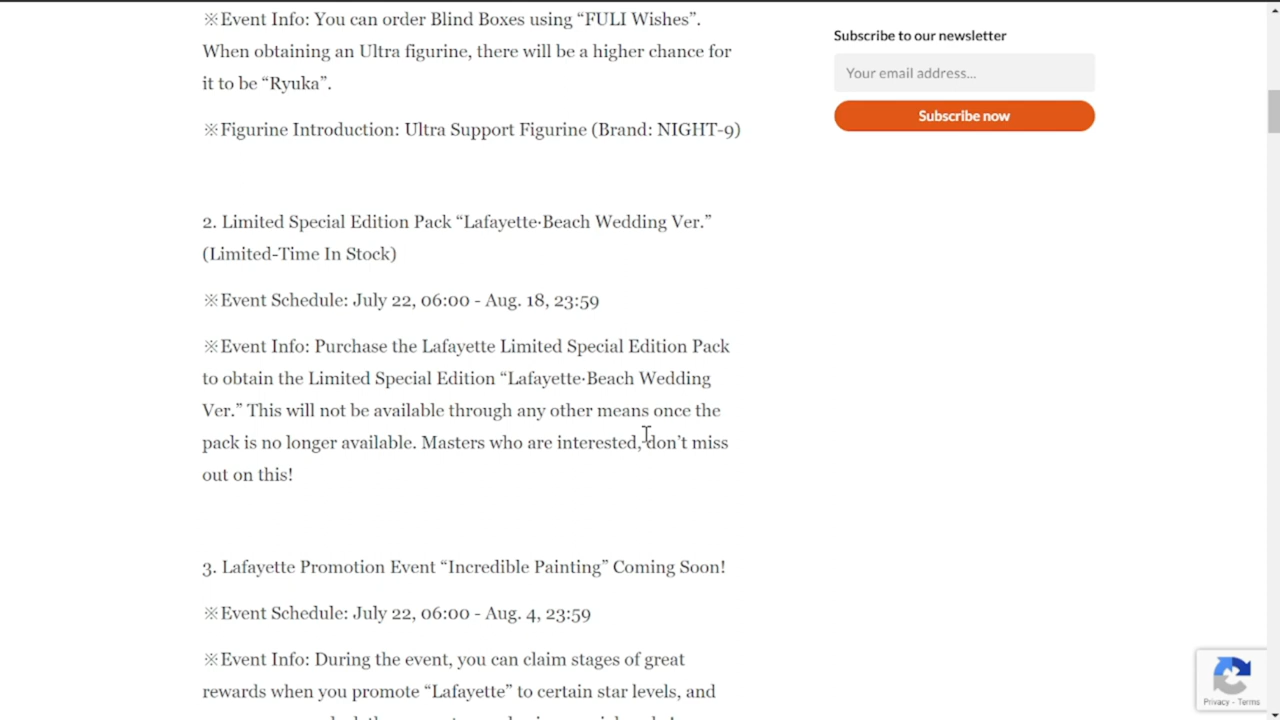 ※Event Info: You can order Blind Boxes using “FULI Wishes”.
When obtaining an Ultra figurine, there will be a higher chance for
it to be “Ryuka”.
※Figurine Introduction: Ultra Support Figurine (Brand: NIGHT-9)
2. Limited Special Edition Pack “Lafayette·Beach Wedding Ver.”
(Limited-Time In Stock)
※Event Schedule: July 22, 06:00 - Aug. 18, 23:59
※Event Info: Purchase the Lafayette Limited Special Edition Pack
to obtain the Limited Special Edition “Lafayette·Beach Wedding
Ver.” This will not be available through any other means once the
pack is no longer available. Masters who are interested, don’t miss
out on this!
3. Lafayette Promotion Event “Incredible Painting” Coming Soon!
※Event Schedule: July 22, 06:00 - Aug. 4, 23:59
※Event Info: During the event, you can claim stages of great
rewards when you promote “Lafayette” to certain star levels, and
Subscribe to our newsletter
Your email address...
Subscribe now
Privacy - Terms